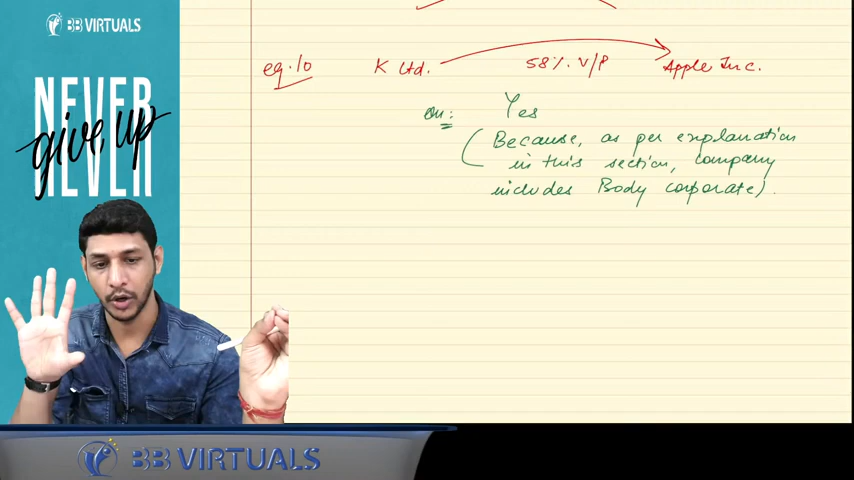 BB VIRTUALS
NEVER
give up
NEVER
eg.10 K Ltd. 58% V/P Apple Inc.
Ans: Yes
(Because, as per explanation
in this section, company
includes Body corporate).
BB VIRTUALS